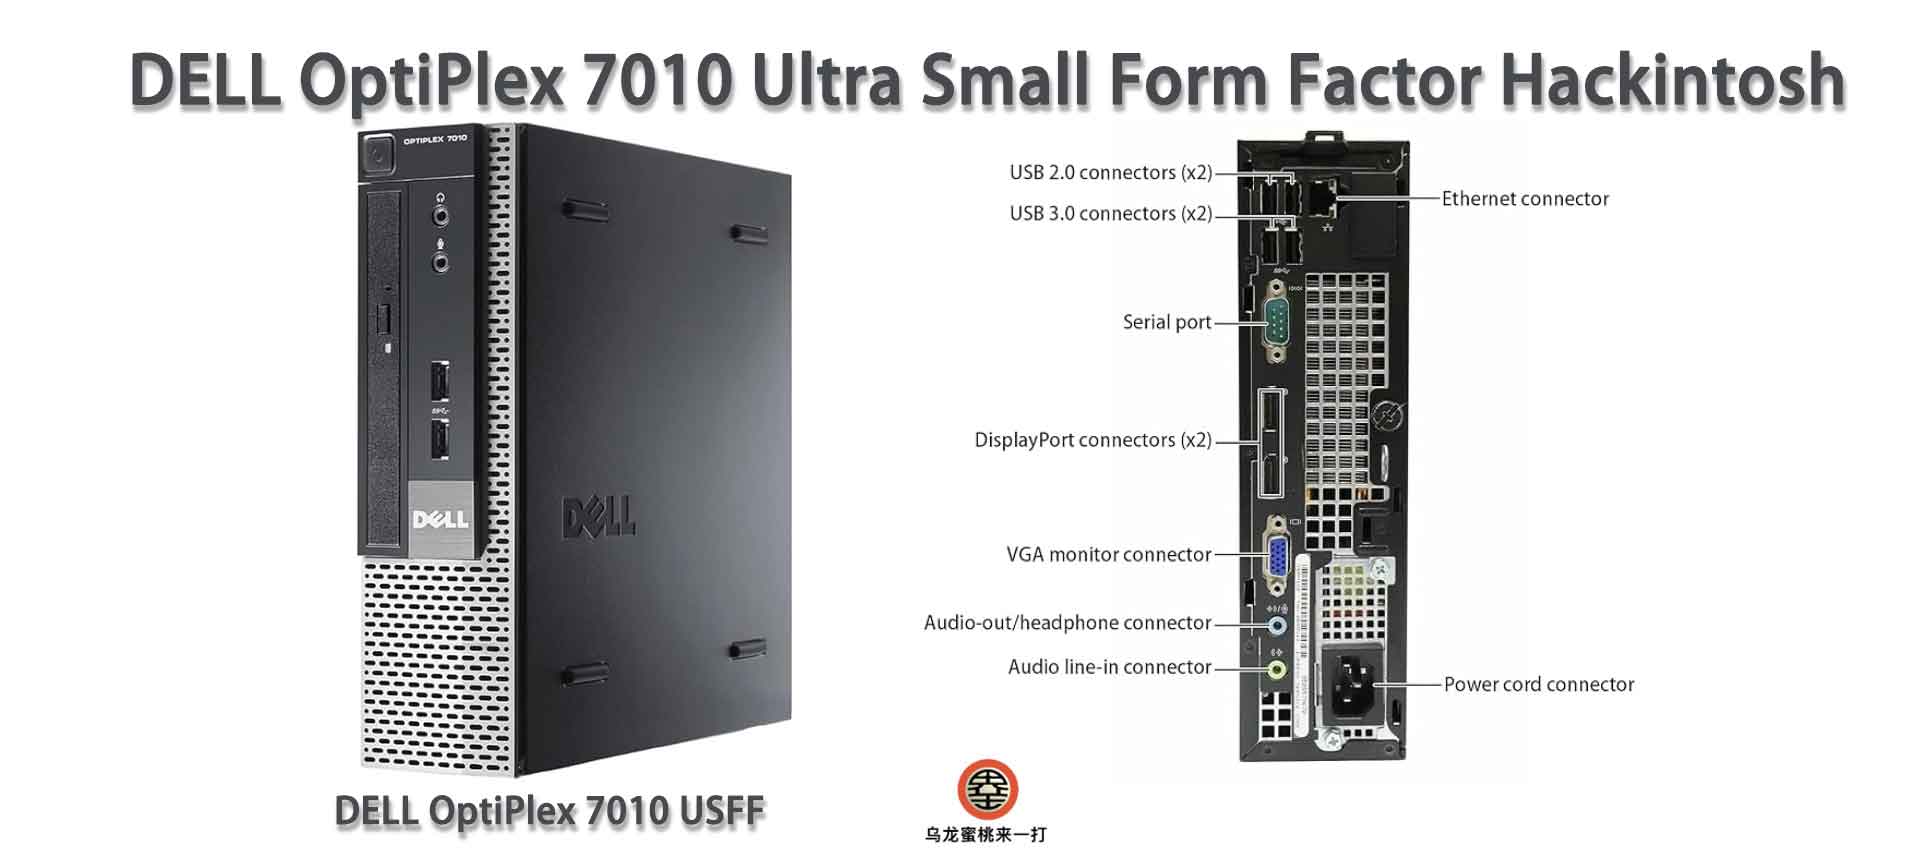 DELL OptiPlex 7010 Ultra Small Form Factor Hackintosh
OPTIPLEX 7010
DELL
DELL
DELL OptiPlex 7010 USFF
USB 2.0 connectors (x2)
USB 3.0 connectors (x2)
Serial port
DisplayPort connectors (x2)
VGA monitor connector
Audio-out/headphone connector
Audio line-in connector
Ethernet connector
Power cord connector
乌龙蜜桃来一打